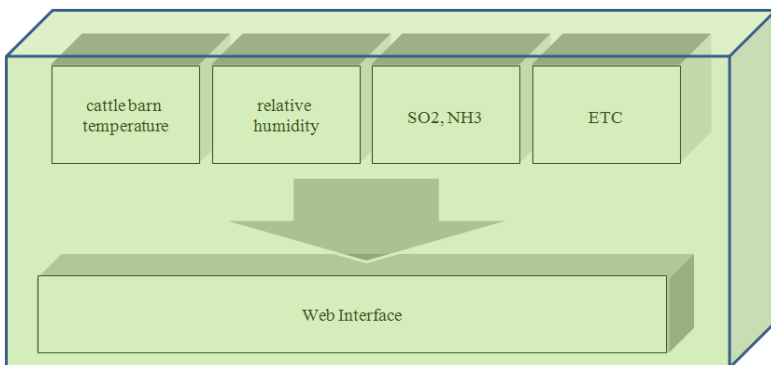 cattle barn
temperature
relative
humidity
SO2, NH3
ETC
Web Interface